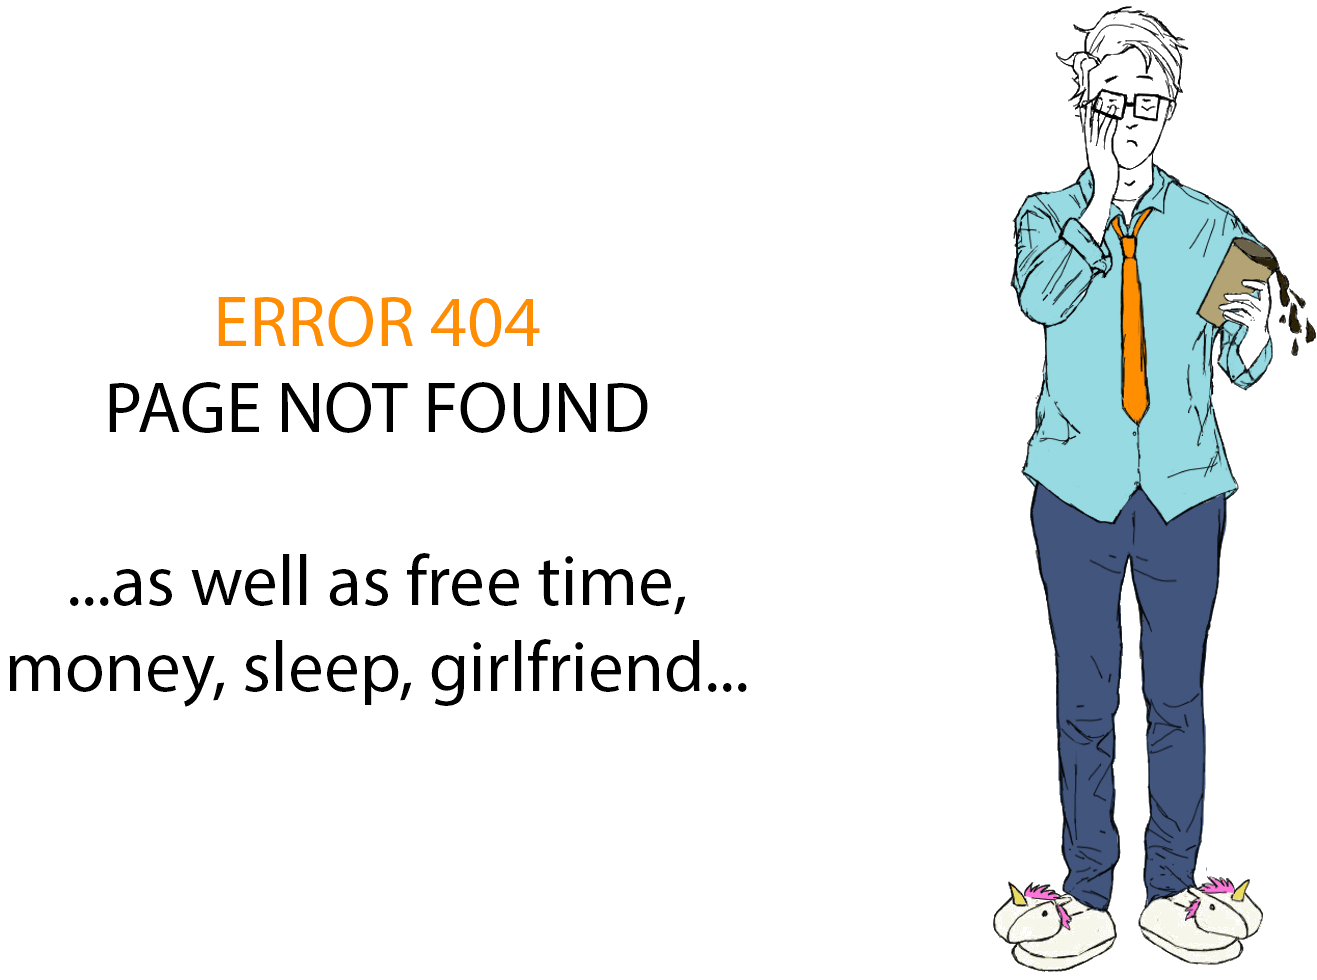 ERROR 404
PAGE NOT FOUND
...as well as free time,
money, sleep, girlfriend...